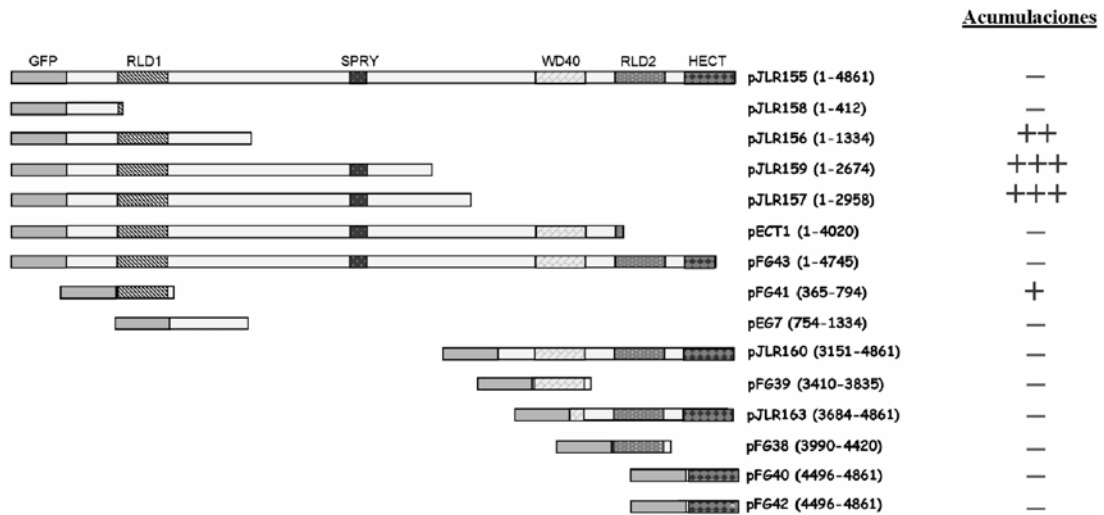 Acumulaciones
GFP RLD1 SPRY WD40 RLD2 HECT
pJLR155 (1-4861) —
pJLR158 (1-412) —
pJLR156 (1-1334) ++
pJLR159 (1-2674) +++
pJLR157 (1-2958) +++
pECT1 (1-4020) —
pFG43 (1-4745) —
pFG41 (365-794) +
pEG7 (754-1334) —
pJLR160 (3151-4861) —
pFG39 (3410-3835) —
pJLR163 (3684-4861) —
pFG38 (3990-4420) —
pFG40 (4496-4861) —
pFG42 (4496-4861) —